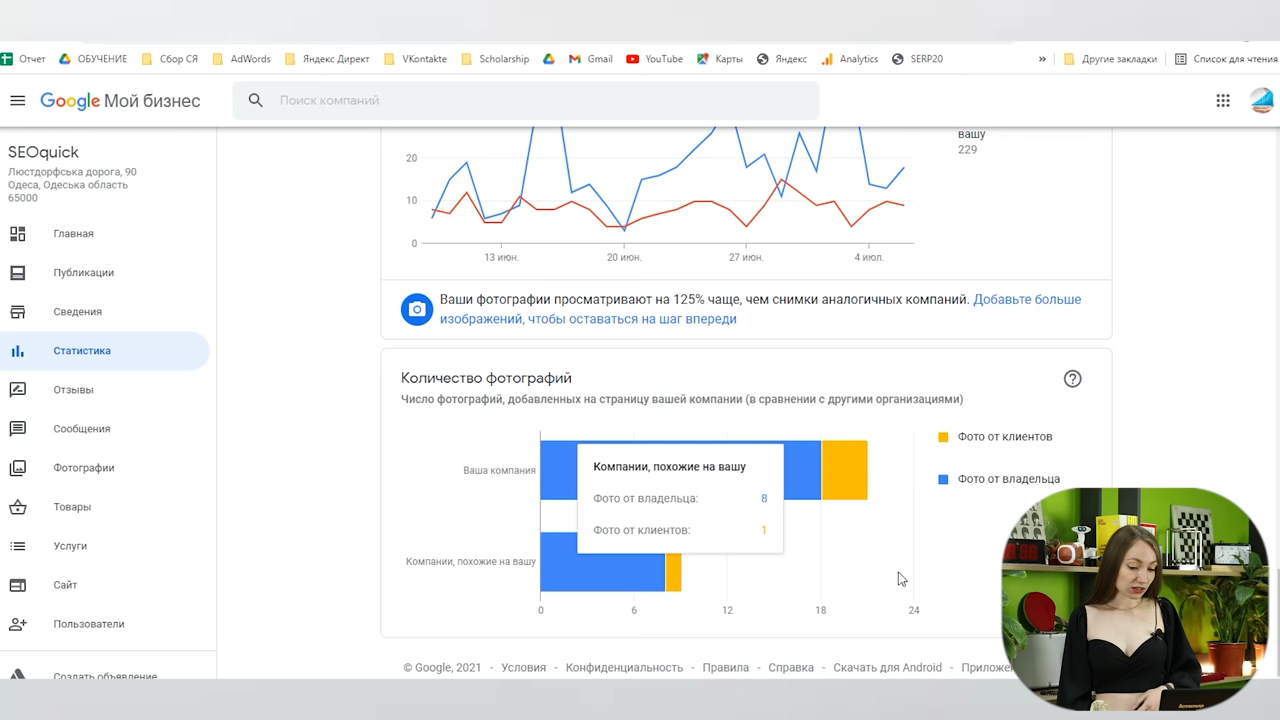 Отчет
ОБУЧЕНИЕ
Сбор СЯ
AdWords
Яндекс Директ
VKontakte
Scholarship
Gmail
YouTube
Карты
Яндекс
Analytics
SERP20
»
Другие закладки
Список для чтения
Google Мой бизнес
Поиск компаний
SEOquick
Люстдорфська дорога, 90
Одеса, Одеська область
65000
Главная
Публикации
Сведения
Статистика
Отзывы
Сообщения
Фотографии
Товары
Услуги
Сайт
Пользователи
Создать объявление
вашу
229
20
10
0
13 июн.
20 июн.
27 июн.
4 июл.
Ваши фотографии просматривают на 125% чаще, чем снимки аналогичных компаний. Добавьте больше
изображений, чтобы оставаться на шаг впереди
Количество фотографий
Число фотографий, добавленных на страницу вашей компании (в сравнении с другими организациями)
Ваша компания
Компании, похожие на вашу
Компании, похожие на вашу
Фото от владельца: 8
Фото от клиентов: 1
Фото от клиентов
Фото от владельца
0
6
12
18
24
© Google, 2021 - Условия - Конфиденциальность - Правила - Справка - Скачать для Android - Приложен
Lenovo